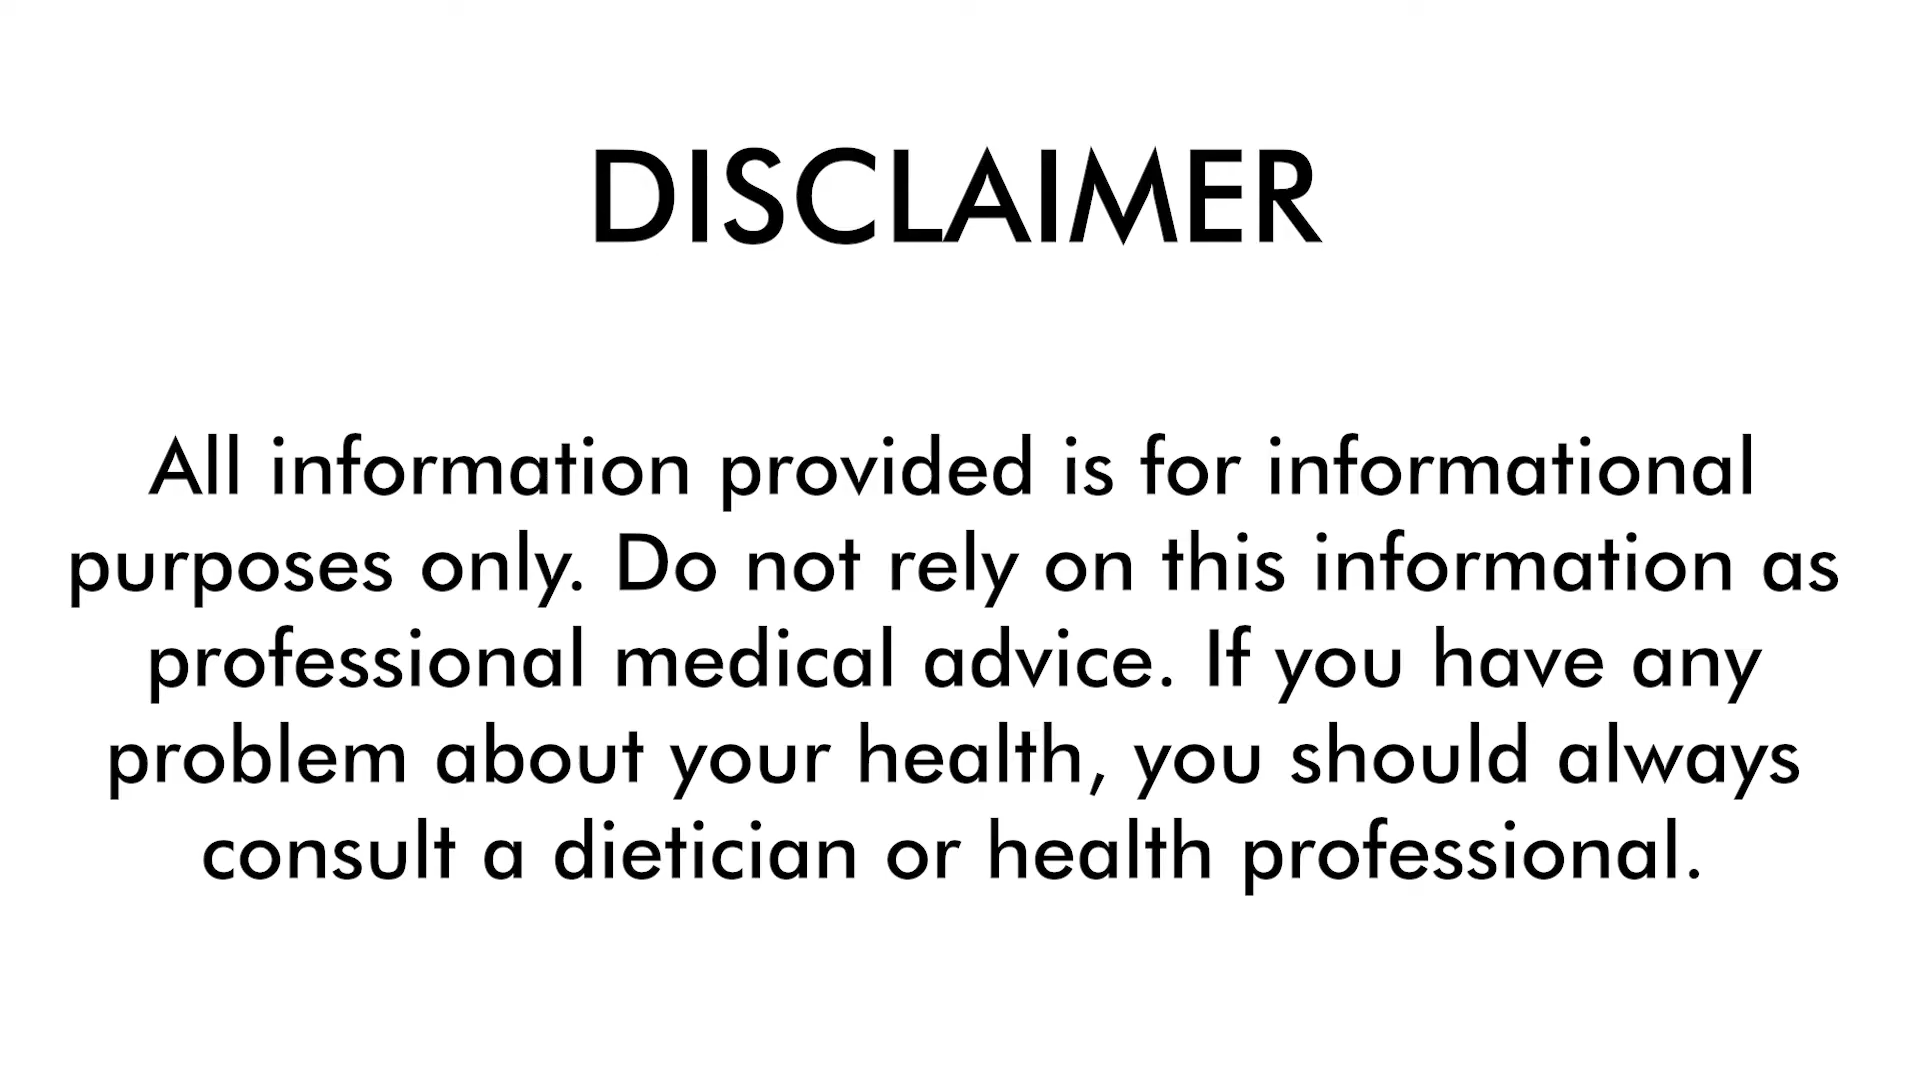 DISCLAIMER
All information provided is for informational
purposes only. Do not rely on this information as
professional medical advice. If you have any
problem about your health, you should always
consult a dietician or health professional.